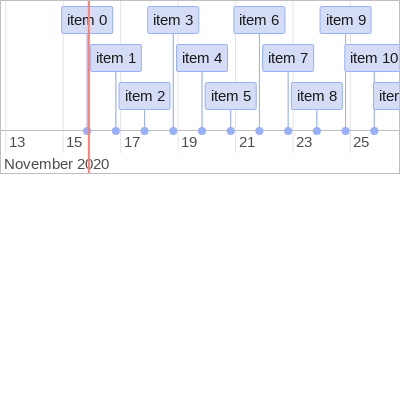 item 0 item 3 item 6 item 9
item 1 item 4 item 7 item 10
item 2 item 5 item 8
13 15 17 19 21 23 25
November 2020